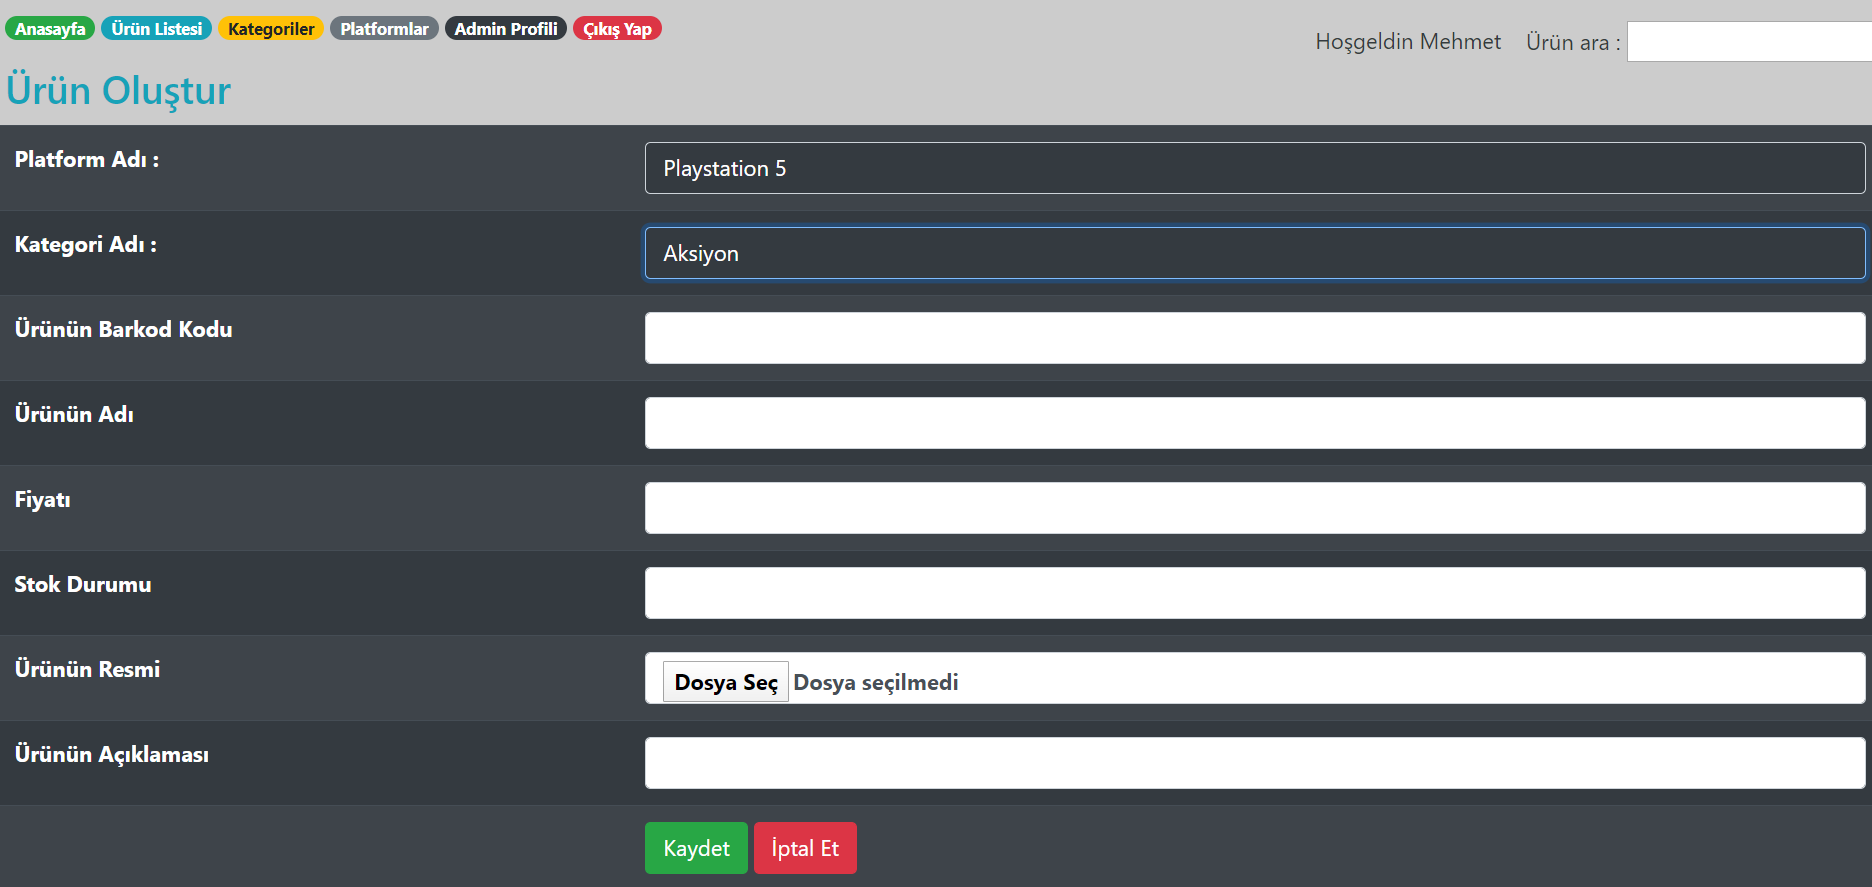 Anasayfa Ürün Listesi Kategoriler Platformlar Admin Profili Çıkış Yap
Hoşgeldin Mehmet Ürün ara :
Ürün Oluştur
Platform Adı : Playstation 5
Kategori Adı : Aksiyon
Ürünün Barkod Kodu
Ürünün Adı
Fiyatı
Stok Durumu
Ürünün Resmi Dosya Seç Dosya seçilmedi
Ürünün Açıklaması
Kaydet İptal Et